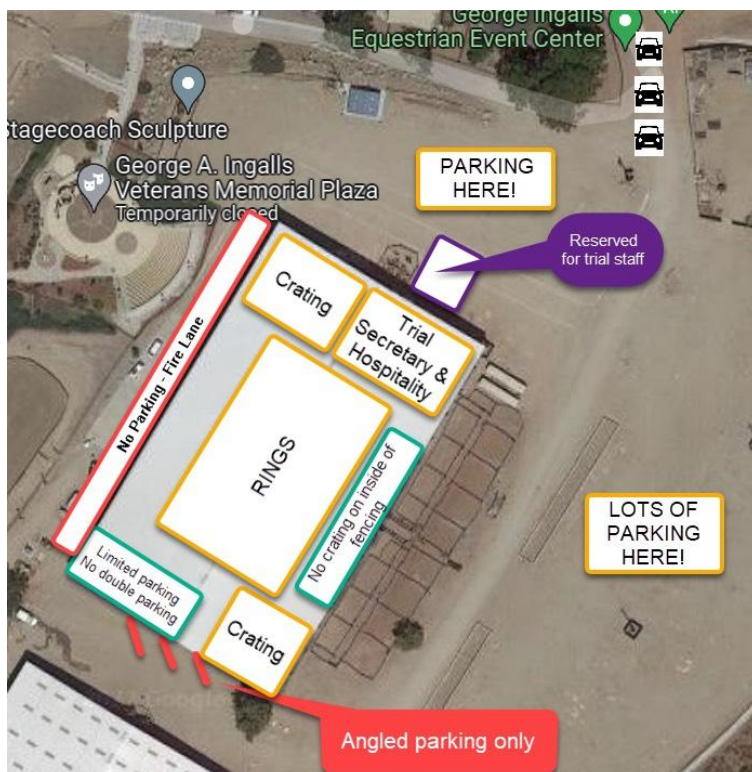 George Ingalls
Equestrian Event Center
Stagecoach Sculpture
George A. Ingalls
Veterans Memorial Plaza
Temporarily closed
PARKING
HERE!
Reserved
for trial staff
Crating
Trial
Secretary &
Hospitality
No Parking - Fire Lane
RINGS
No crating on inside of
fencing
LOTS OF
PARKING
HERE!
Limited parking
No double parking
Crating
Angled parking only